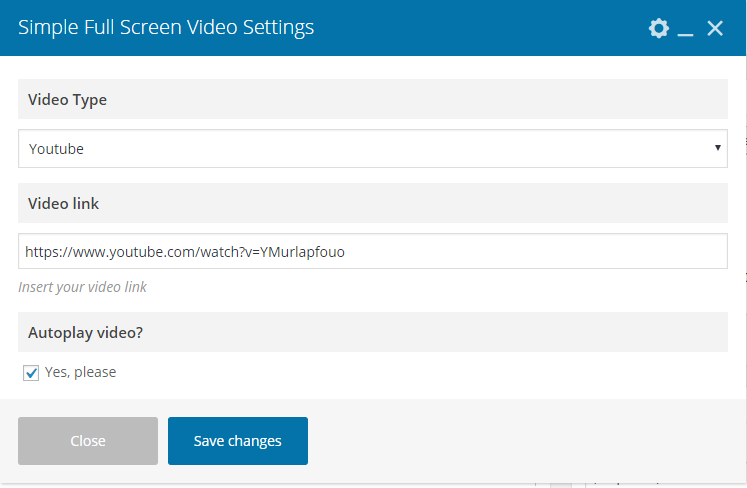 Simple Full Screen Video Settings
Video Type
Youtube
Video link
https://www.youtube.com/watch?v=YMurlapfouo
Insert your video link
Autoplay video?
Yes, please
Close
Save changes